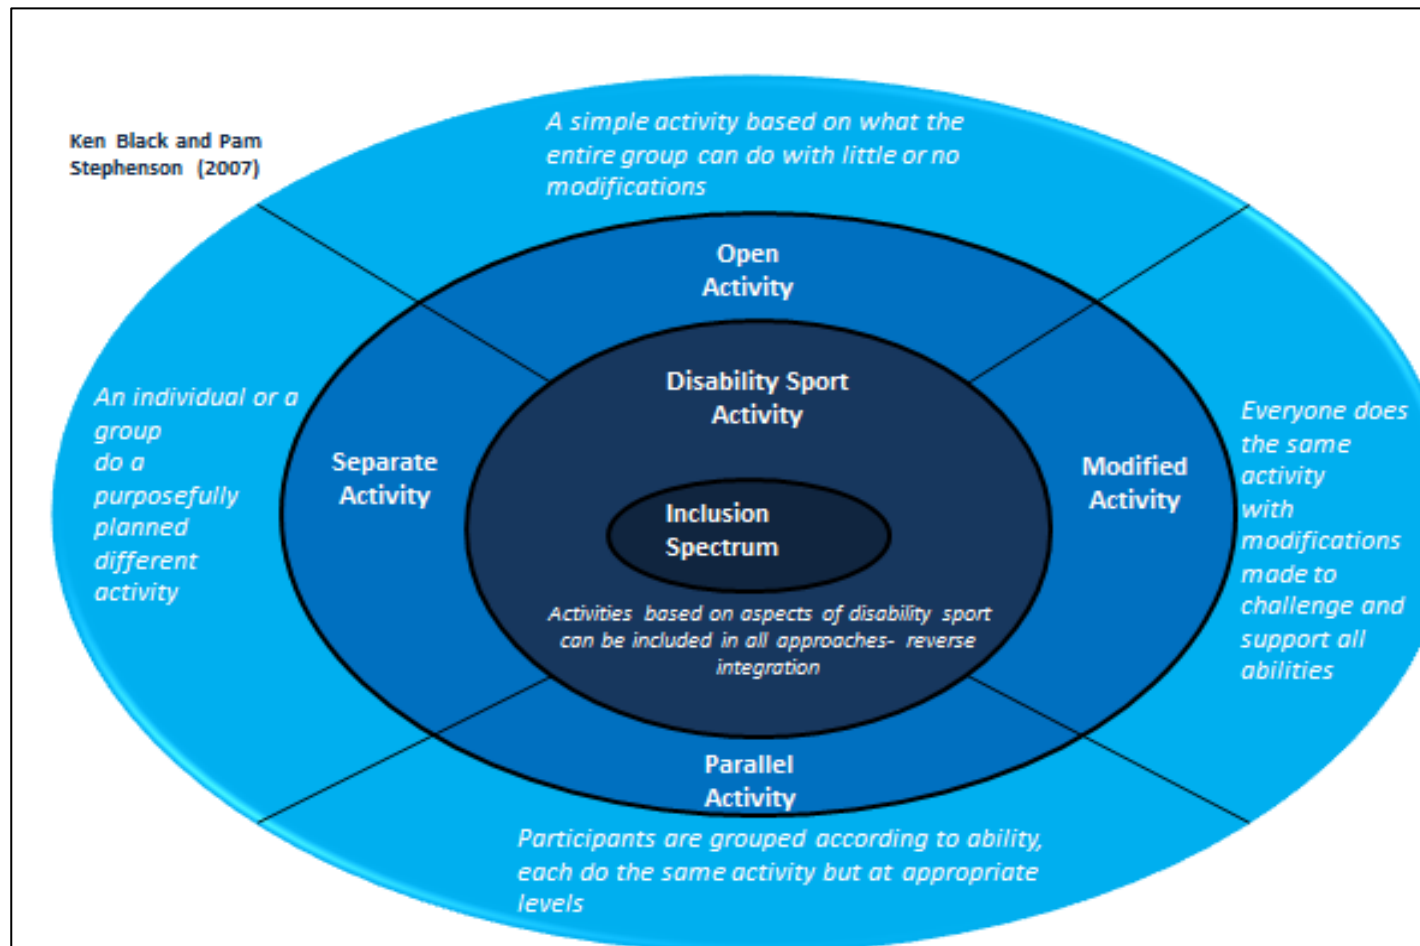 Ken Black and Pam
Stephenson (2007)
A simple activity based on what the
entire group can do with little or no
modifications
Open
Activity
Disability Sport
Activity
An individual or a
group
do a
purposefully
planned
different
activity
Separate
Activity
Inclusion
Spectrum
Modified
Activity
Everyone does
the same
activity
with
modifications
made to
challenge and
support all
abilities
Activities based on aspects of disability sport
can be included in all approaches- reverse
integration
Parallel
Activity
Participants are grouped according to ability,
each do the same activity but at appropriate
levels